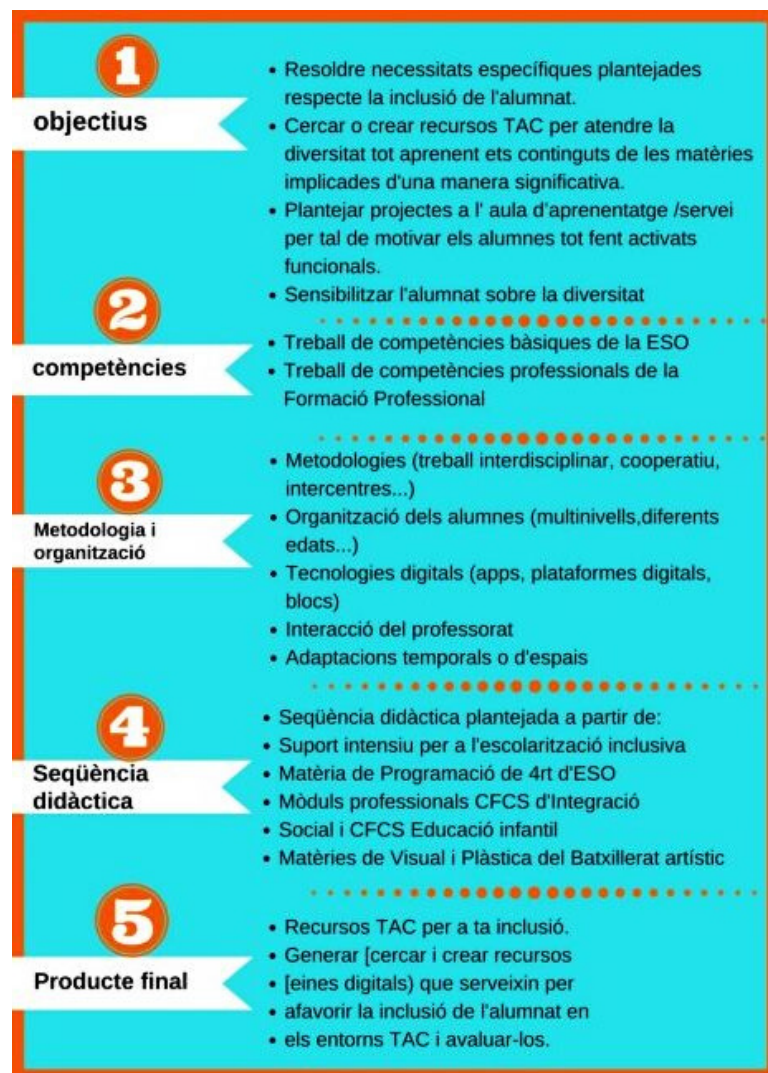 1
objectius
• Resoldre necessitats específiques plantejades
respecte la inclusió de l'alumnat.
• Cercar o crear recursos TAC per atendre la
diversitat tot aprenent ets continguts de les matèries
implicades d'una manera significativa.
• Plantejar projectes a l' aula d'aprenentatge /servei
per tal de motivar els alumnes tot fent activats
funcionals.
• Sensibilitzar l'alumnat sobre la diversitat
2
competències
• Treball de competències bàsiques de la ESO
• Treball de competències professionals de la
Formació Professional
3
Metodologia i
organització
• Metodologies (treball interdisciplinar, cooperatiu,
intercentres...)
• Organització dels alumnes (multinivells,diferents
edats...)
• Tecnologies digitals (apps, plataformes digitals,
blocs)
• Interacció del professorat
• Adaptacions temporals o d'espais
4
Seqüència
didàctica
• Seqüència didàctica plantejada a partir de:
• Suport intensiu per a l'escolarització inclusiva
• Matèria de Programació de 4rt d'ESO
• Mòduls professionals CFCS d'Integració
• Social i CFCS Educació infantil
• Matèries de Visual i Plàstica del Batxillerat artístic
5
Producte final
• Recursos TAC per a ta inclusió.
• Generar [cercar i crear recursos
• [eines digitals) que serveixin per
• afavorir la inclusió de l'alumnat en
• els entorns TAC i avaluar-los.